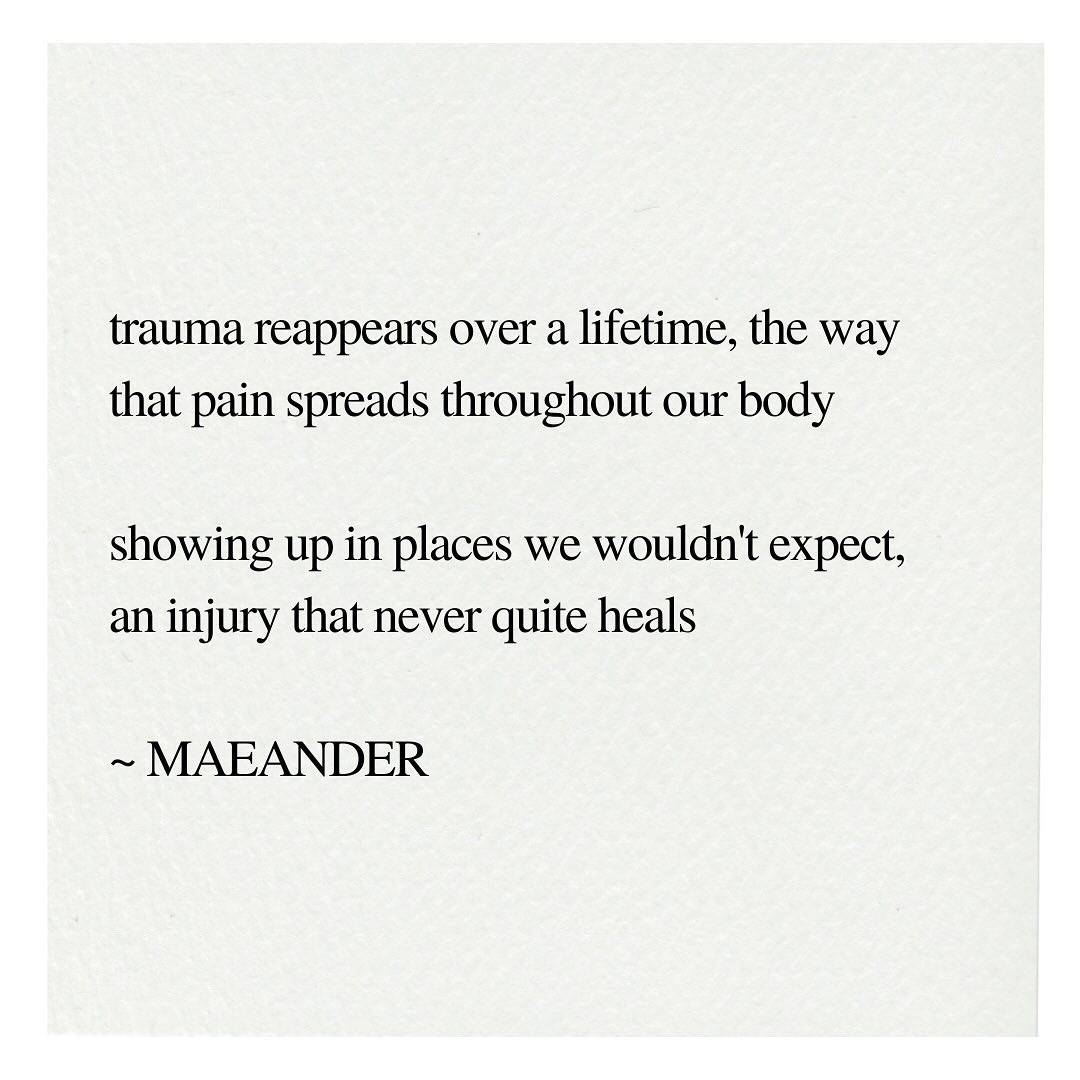 trauma reappears over a lifetime, the way
that pain spreads throughout our body
showing up in places we wouldn't expect,
an injury that never quite heals
~ MAEANDER